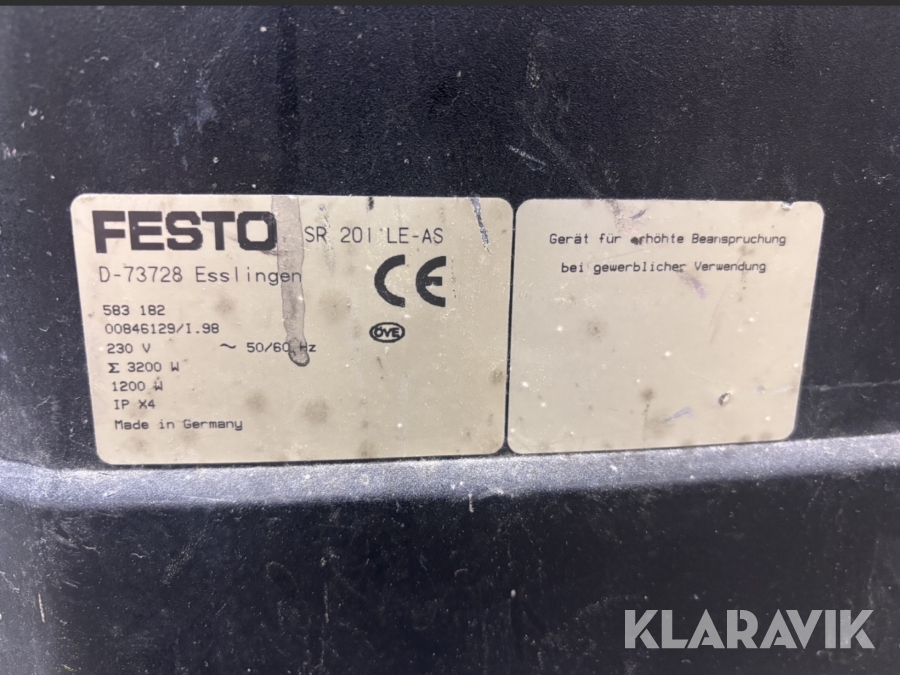 FESTO SR 201 LE-AS
D-73728 Esslingen
CE
583 182
00846129/I.98
ÖVE
230 V ~ 50/60 Hz
Σ 3200 W
1200 W
IP X4
Made in Germany
Gerät für erhöhte Beanspruchung
bei gewerblicher Verwendung
KLARAVIK